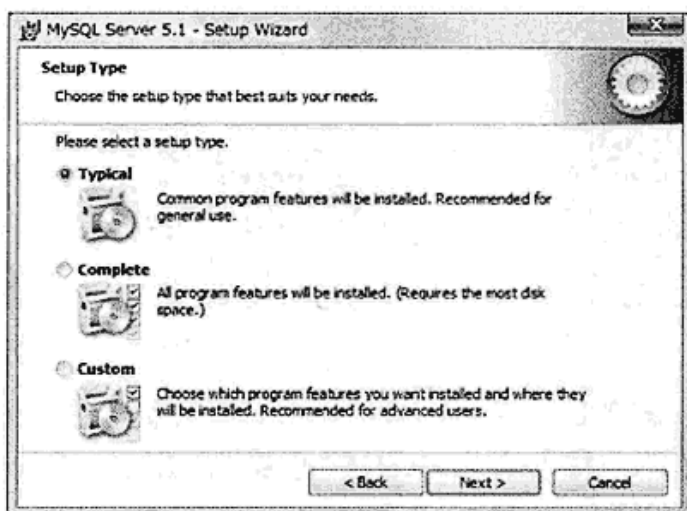 MySQL Server 5.1 - Setup Wizard
Setup Type
Choose the setup type that best suits your needs.
Please select a setup type.
Typical
Common program features will be installed. Recommended for
general use.
Complete
All program features will be installed. (Requires the most disk
space.)
Custom
Choose which program features you want installed and where they
will be installed. Recommended for advanced users.
< Back
Next >
Cancel